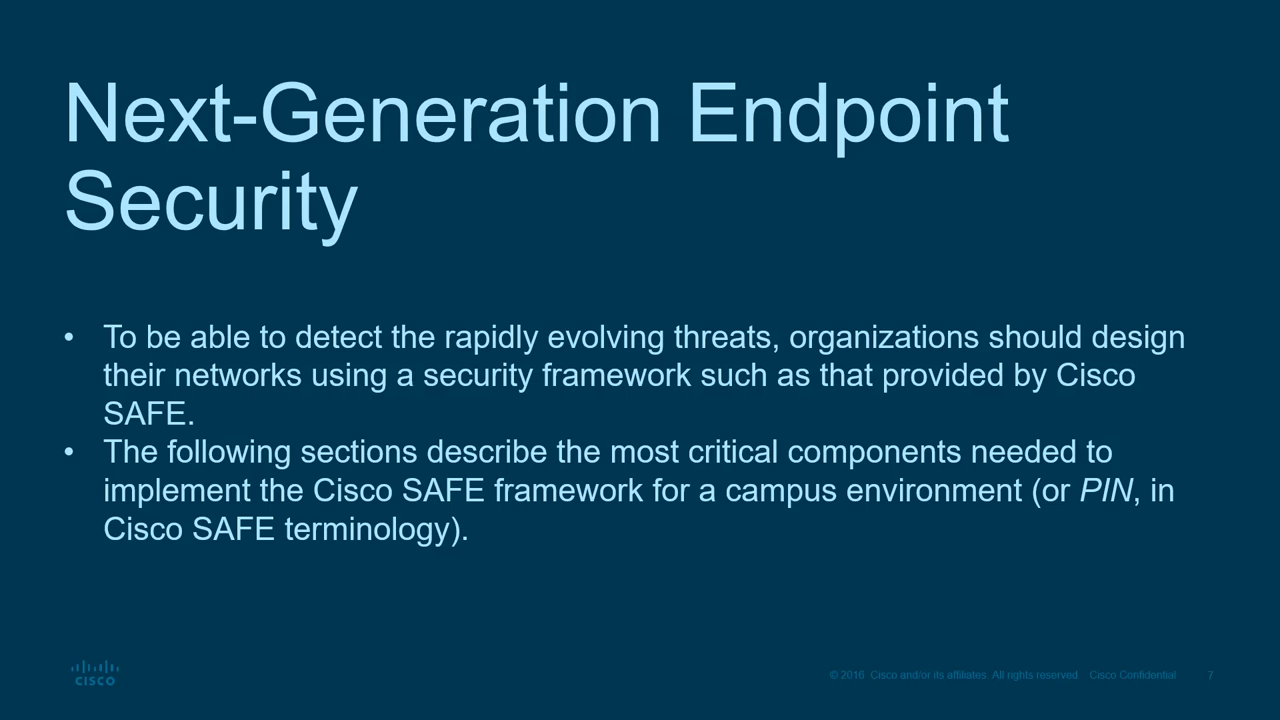 Next-Generation Endpoint
Security
• To be able to detect the rapidly evolving threats, organizations should design
their networks using a security framework such as that provided by Cisco
SAFE.
• The following sections describe the most critical components needed to
implement the Cisco SAFE framework for a campus environment (or PIN, in
Cisco SAFE terminology).
CISCO
© 2016 Cisco and/or its affiliates. All rights reserved. Cisco Confidential 7